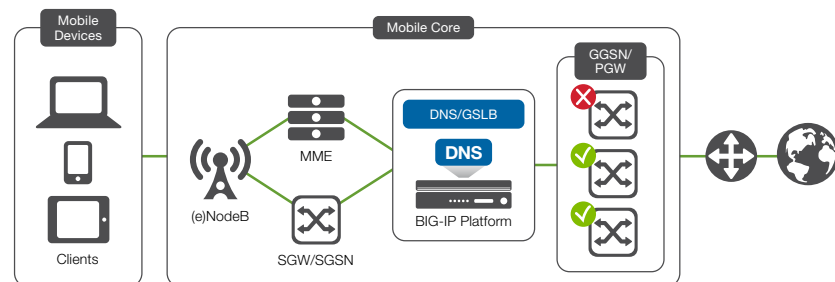 Mobile
Devices
Clients
Mobile Core
(e)NodeB
MME
SGW/SGSN
DNS/GSLB
DNS
BIG-IP Platform
GGSN/
PGW